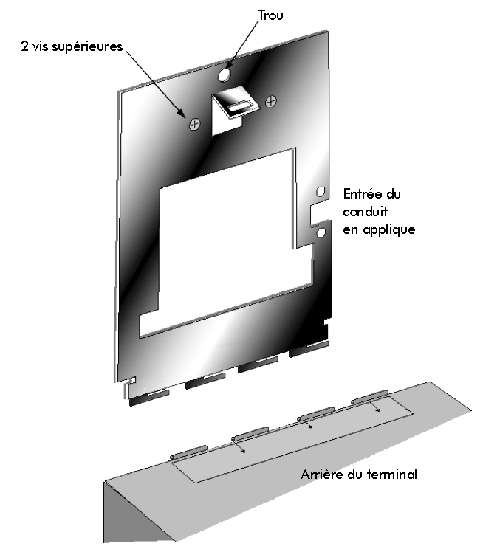 Trou
2 vis supérieures
Entrée du
conduit
en applique
Arrière du terminal